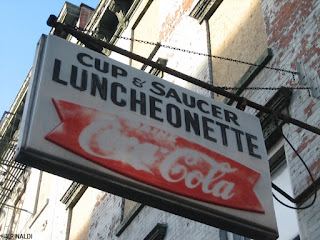 CUP & SAUCER
LUNCHEONETTE
Coca-Cola